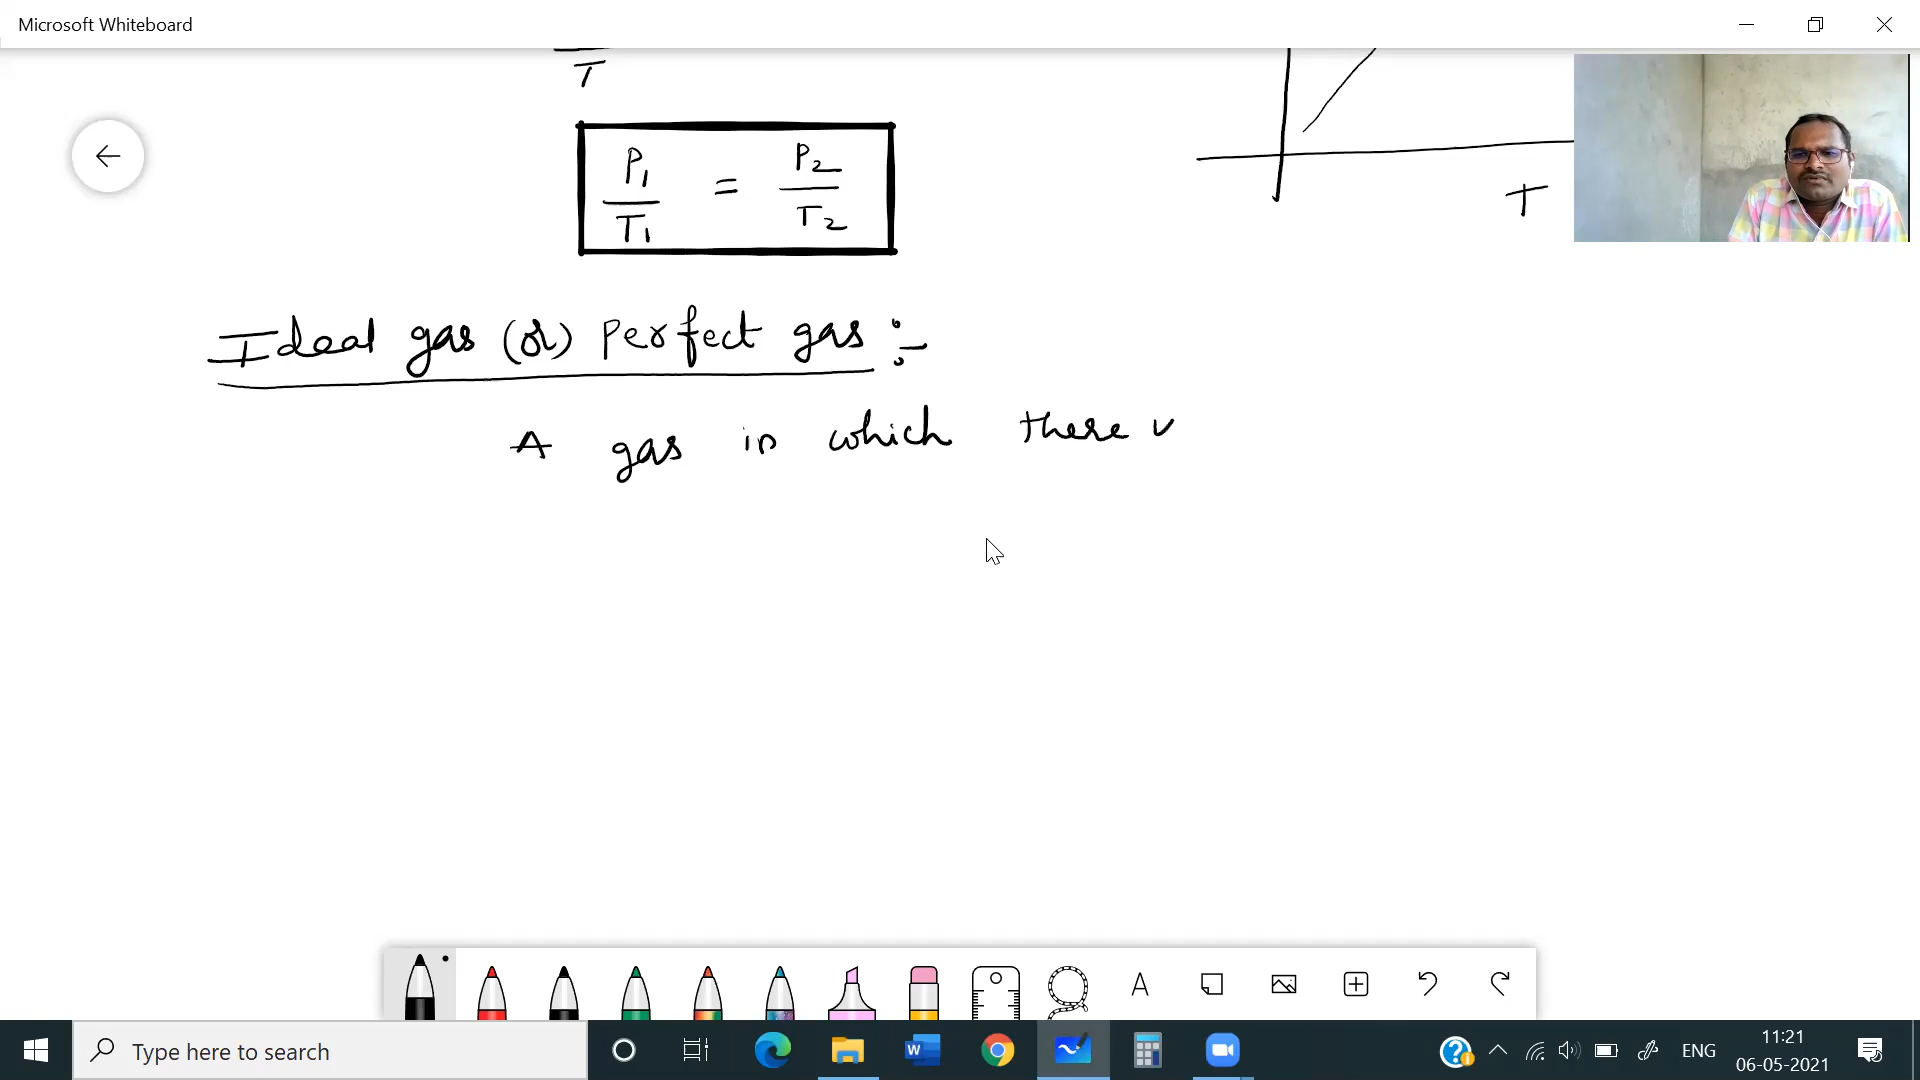 Microsoft Whiteboard
T
P1/T1 = P2/T2
T
Ideal gas (or) Perfect gas :-
A gas in which there
A
Type here to search
ENG
11:21
06-05-2021